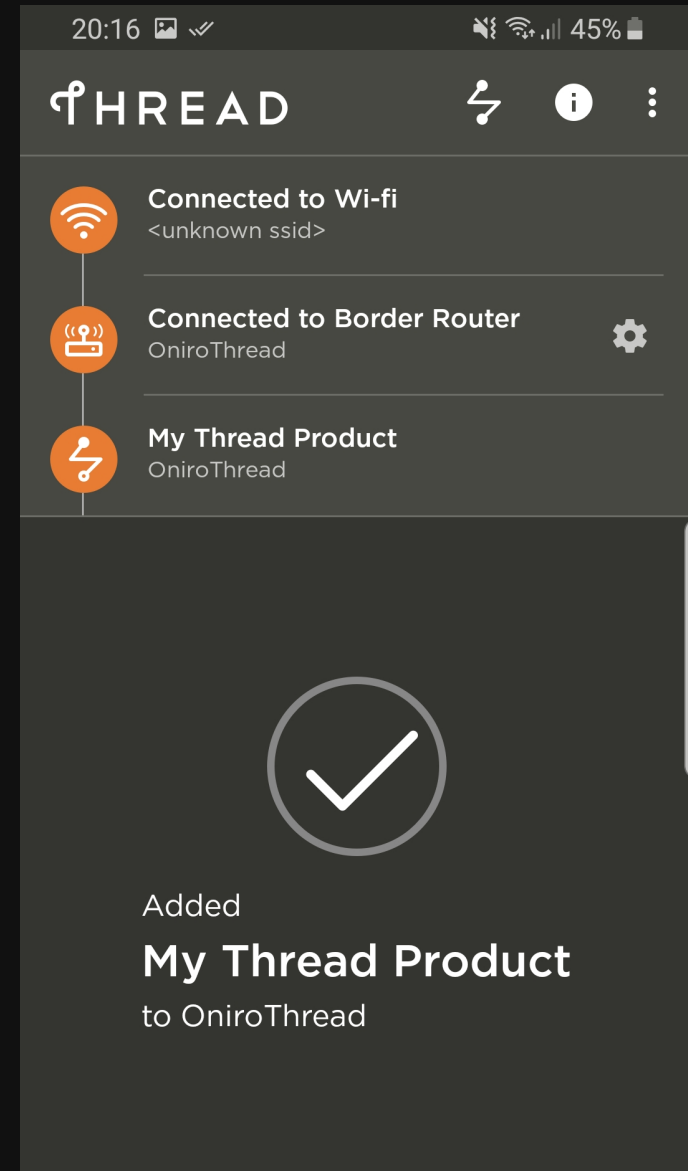 20:16
45%
THREAD
Connected to Wi-fi
<unknown ssid>
Connected to Border Router
OniroThread
My Thread Product
OniroThread
Added
My Thread Product
to OniroThread